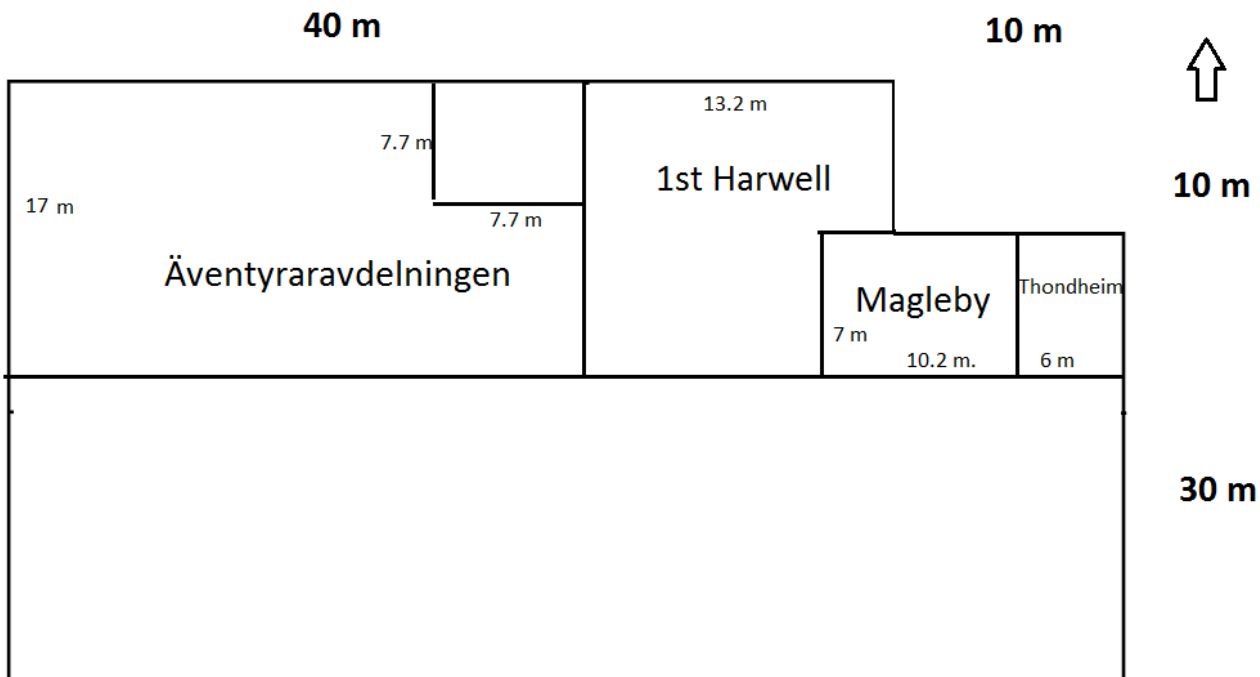 40 m
10 m
13.2 m
7.7 m
1st Harwell
10 m
17 m
7.7 m
Äventyraravdelningen
Magleby
Thondheim
7 m
10.2 m.
6 m
30 m